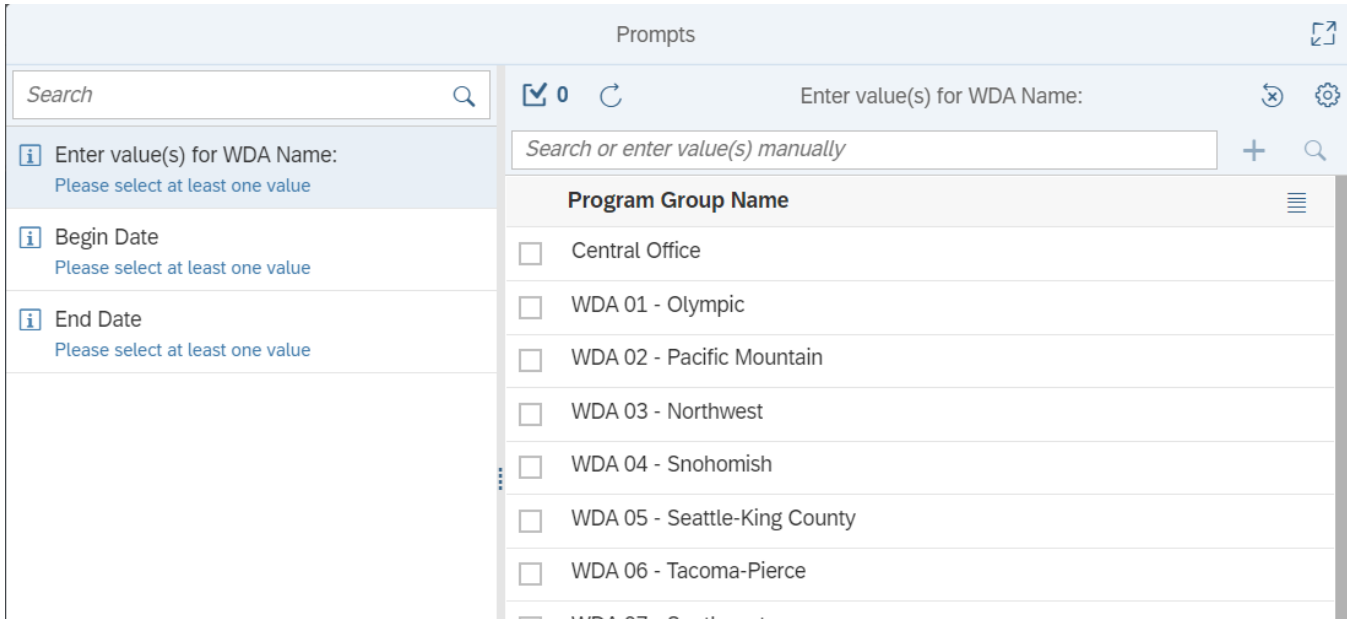 Prompts
Search
Enter value(s) for WDA Name:
Please select at least one value
Begin Date
Please select at least one value
End Date
Please select at least one value
0
Enter value(s) for WDA Name:
Search or enter value(s) manually
Program Group Name
Central Office
WDA 01 - Olympic
WDA 02 - Pacific Mountain
WDA 03 - Northwest
WDA 04 - Snohomish
WDA 05 - Seattle-King County
WDA 06 - Tacoma-Pierce